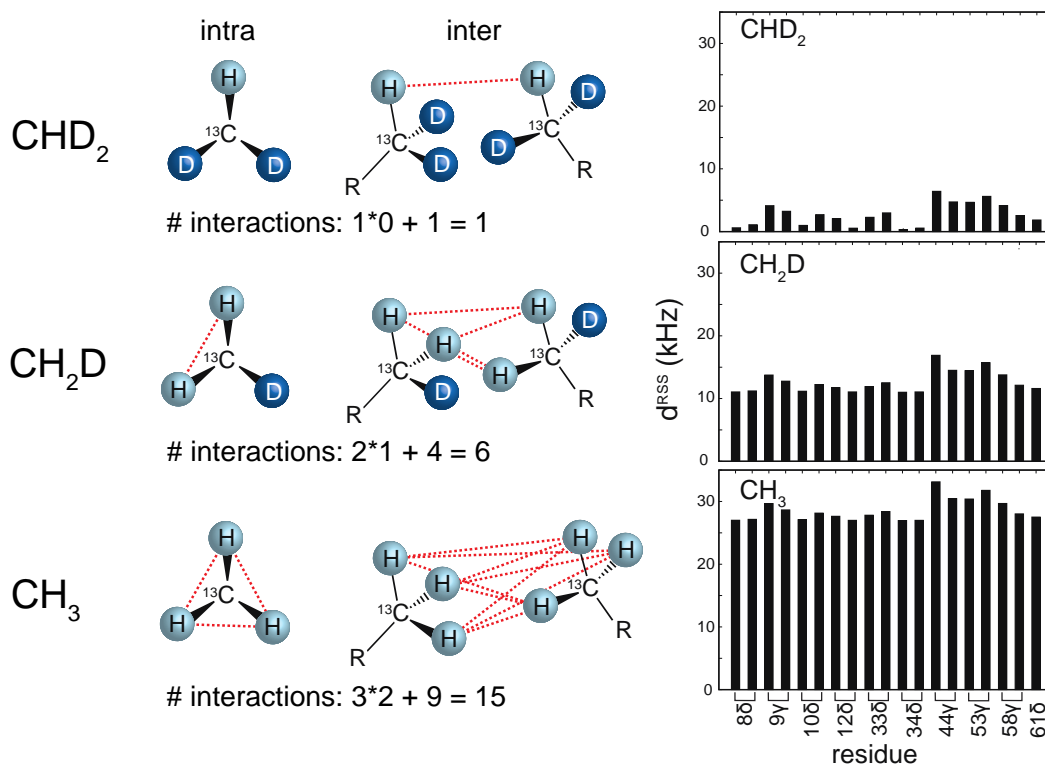 intra
inter
CHD2
H
13C
D
D
H
13C
D
D
R
H
13C
D
D
R
# interactions: 1*0 + 1 = 1
CH2D
H
13C
H
D
H
H
13C
D
R
H
D
13C
H
R
# interactions: 2*1 + 4 = 6
CH3
H
13C
H
H
H
H
13C
H
R
H
H
13C
H
R
# interactions: 3*2 + 9 = 15
CHD2
30
20
10
0
CH2D
30
20
10
0
CH3
30
20
10
0
dRSS (kHz)
8δ
9γ
10δ
12δ
33δ
34δ
44γ
53γ
58γ
61δ
residue